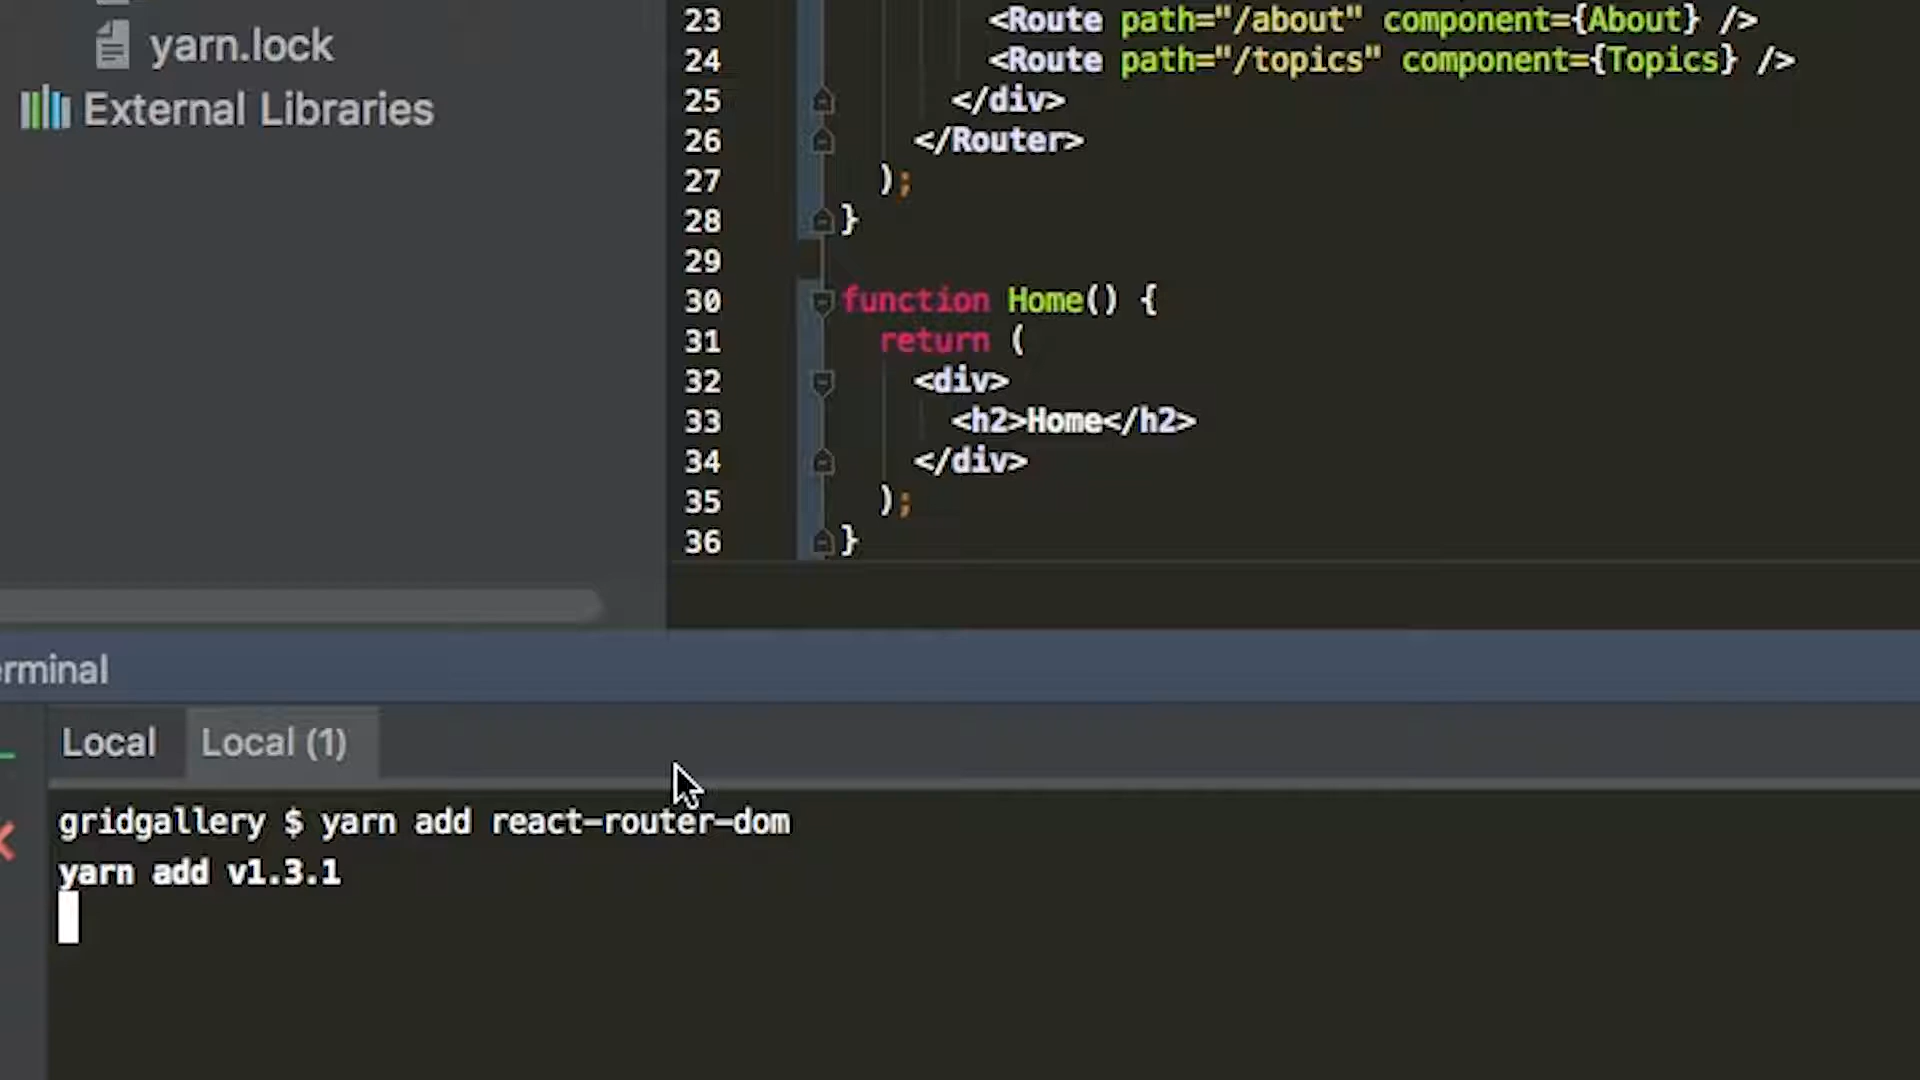 yarn.lock
External Libraries
23 <Route path="/about" component={About} />
24 <Route path="/topics" component={Topics} />
25 </div>
26 </Router>
27 );
28 }
29
30 function Home() {
31 return (
32 <div>
33 <h2>Home</h2>
34 </div>
35 );
36 }
erminal
Local Local (1)
gridgallery $ yarn add react-router-dom
yarn add v1.3.1